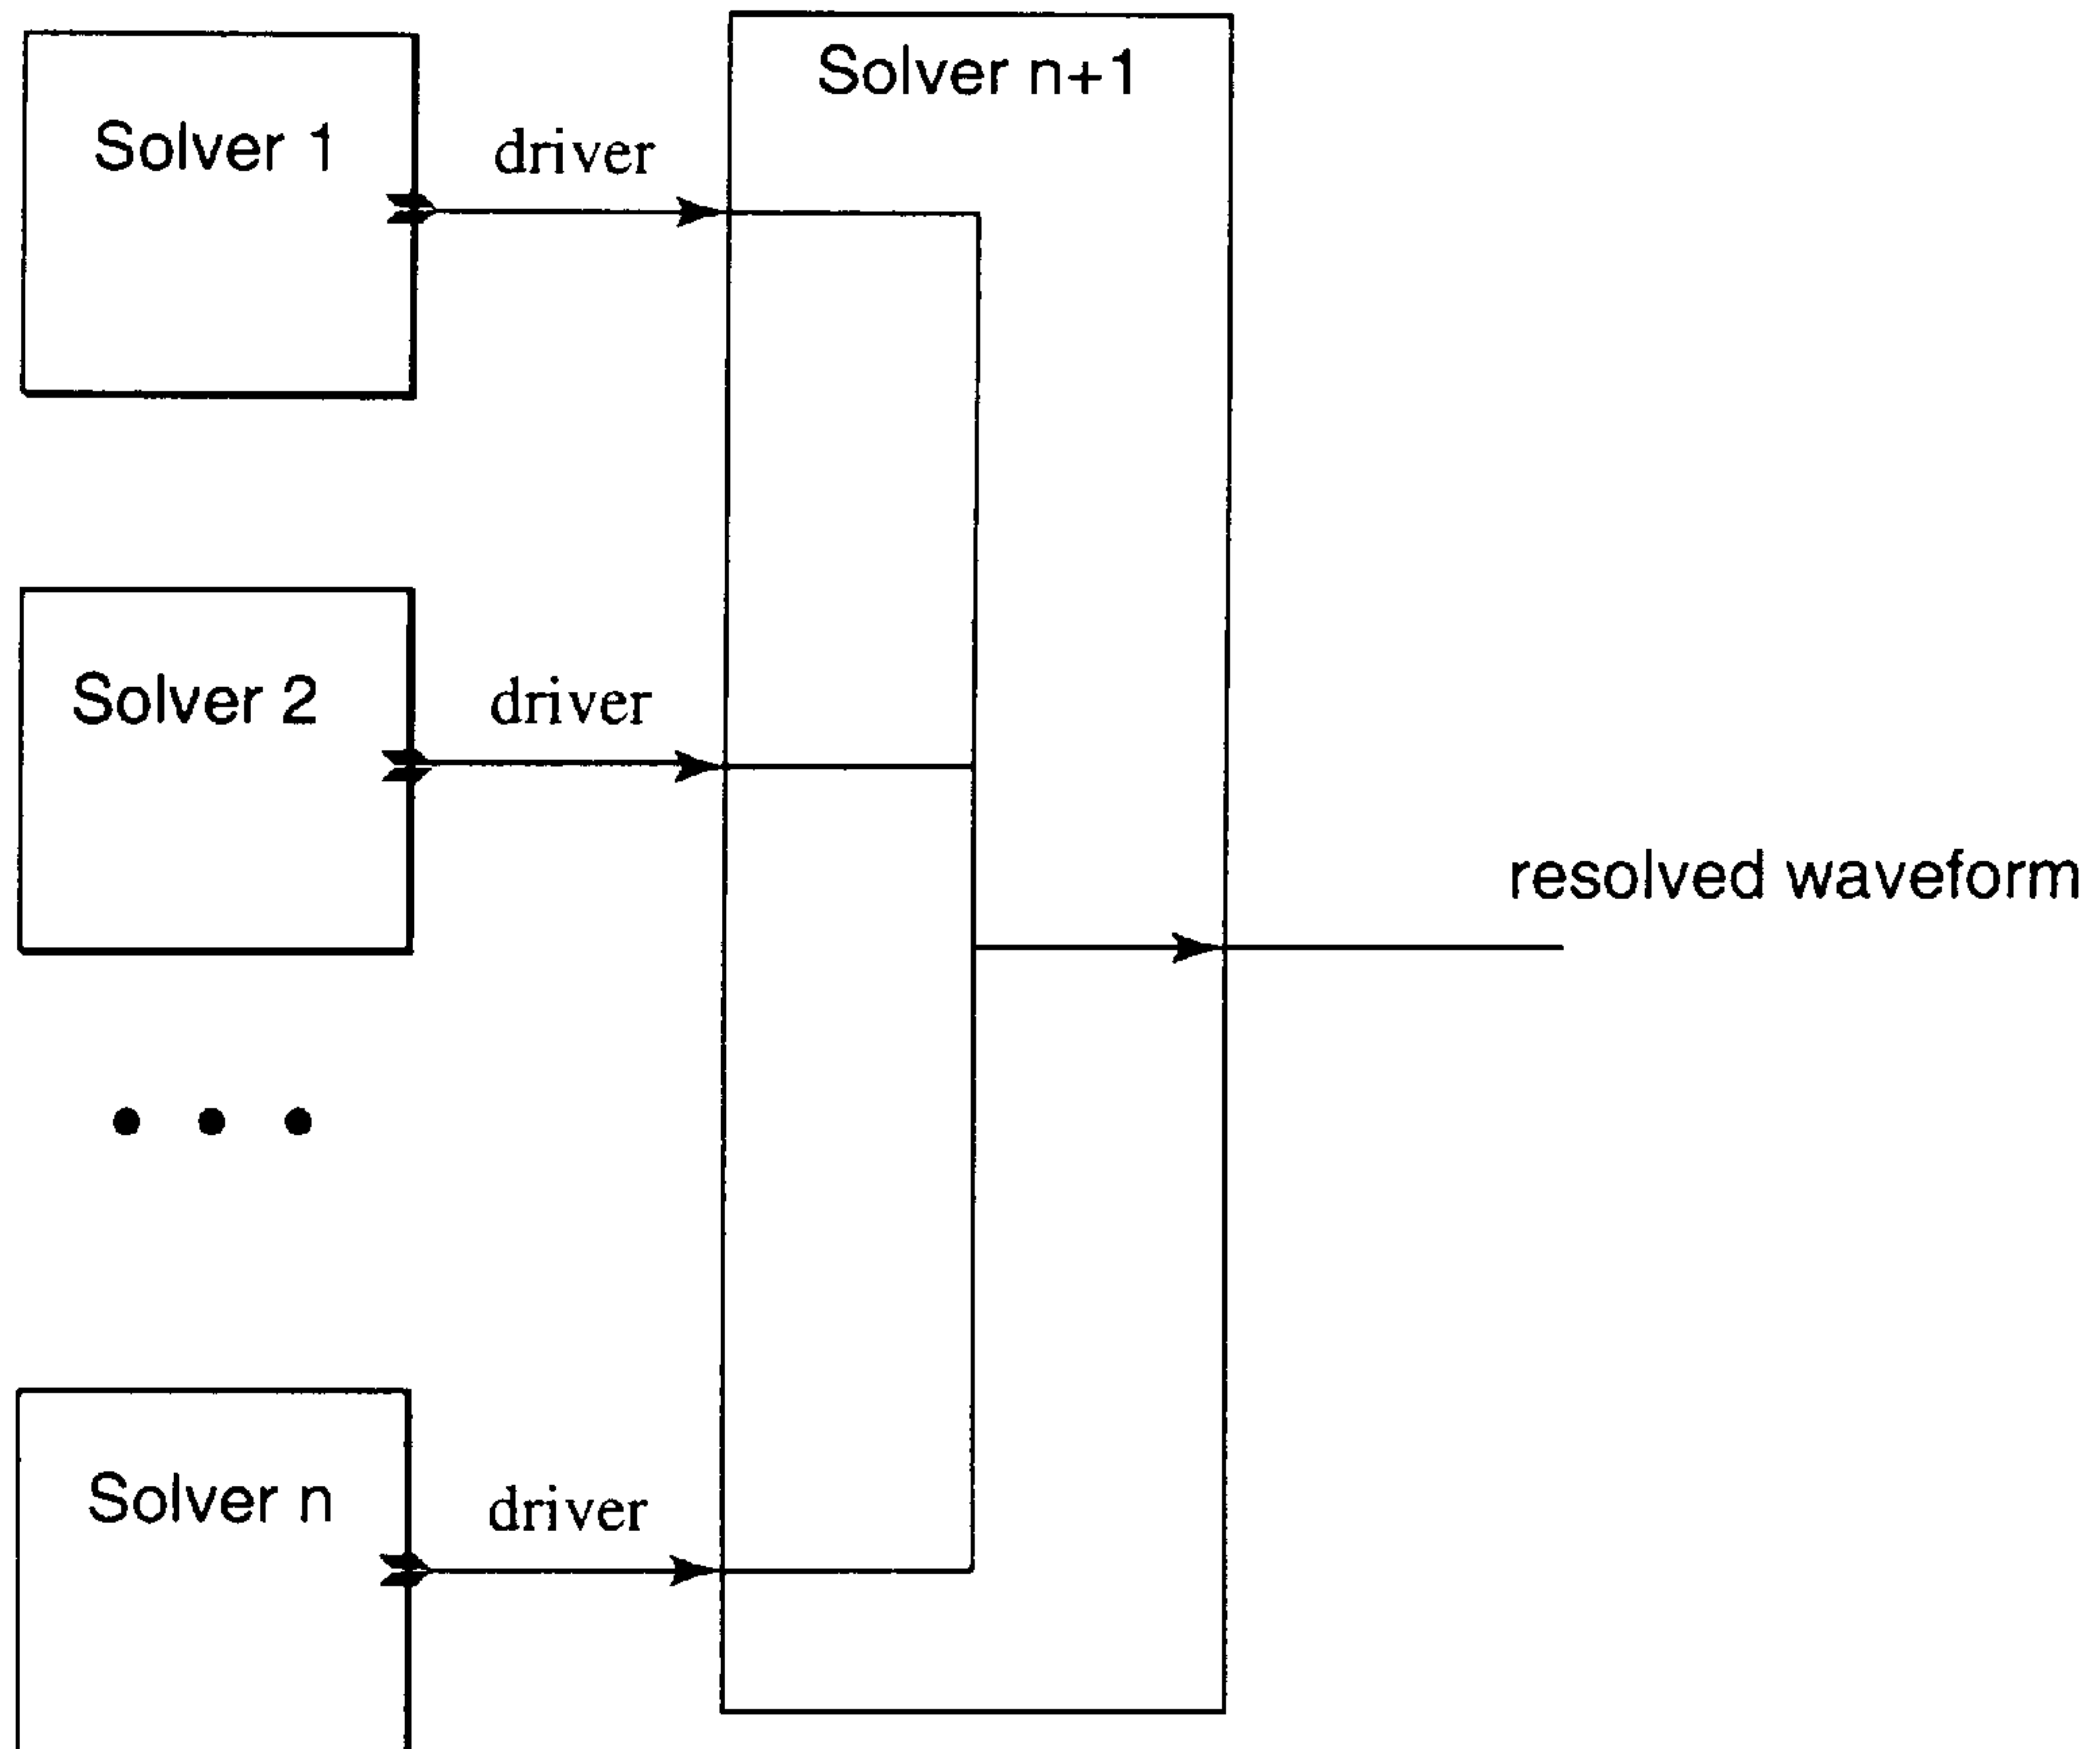 Solver n+1
Solver 1
driver
Solver 2
driver
resolved waveform
Solver n
driver